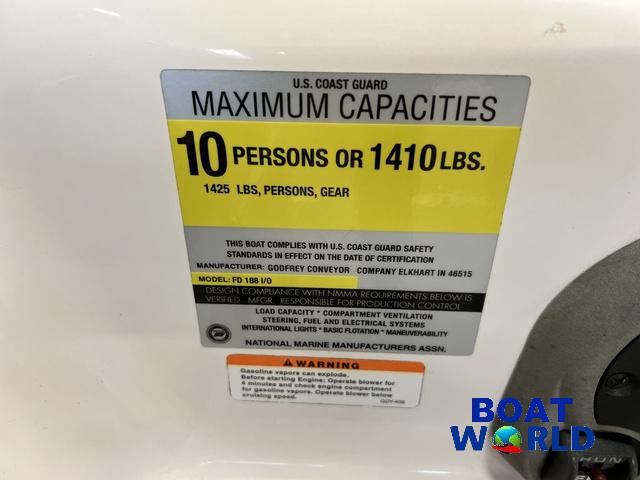 U.S. COAST GUARD
MAXIMUM CAPACITIES
10 PERSONS OR 1410 LBS.
1425 LBS, PERSONS, GEAR
THIS BOAT COMPLIES WITH U.S. COAST GUARD SAFETY
STANDARDS IN EFFECT ON THE DATE OF CERTIFICATION
MANUFACTURER: GODFREY CONVEYOR COMPANY ELKHART IN 46515
MODEL: FD 188 I/O
DESIGN COMPLIANCE WITH NMMA REQUIREMENTS BELOW IS
VERIFIED MFGR. RESPONSIBLE FOR PRODUCTION CONTROL
LOAD CAPACITY * COMPARTMENT VENTILATION
STEERING, FUEL AND ELECTRICAL SYSTEMS
INTERNATIONAL LIGHTS * BASIC FLOTATION * MANEUVERABILITY
NATIONAL MARINE MANUFACTURERS ASSN.
WARNING
Gasoline vapors can explode.
Before starting Engine: Operate blower for
4 minutes and check engine compartment
for gasoline vapors. Operate blower below
cruising speed.
BOAT
WORLD